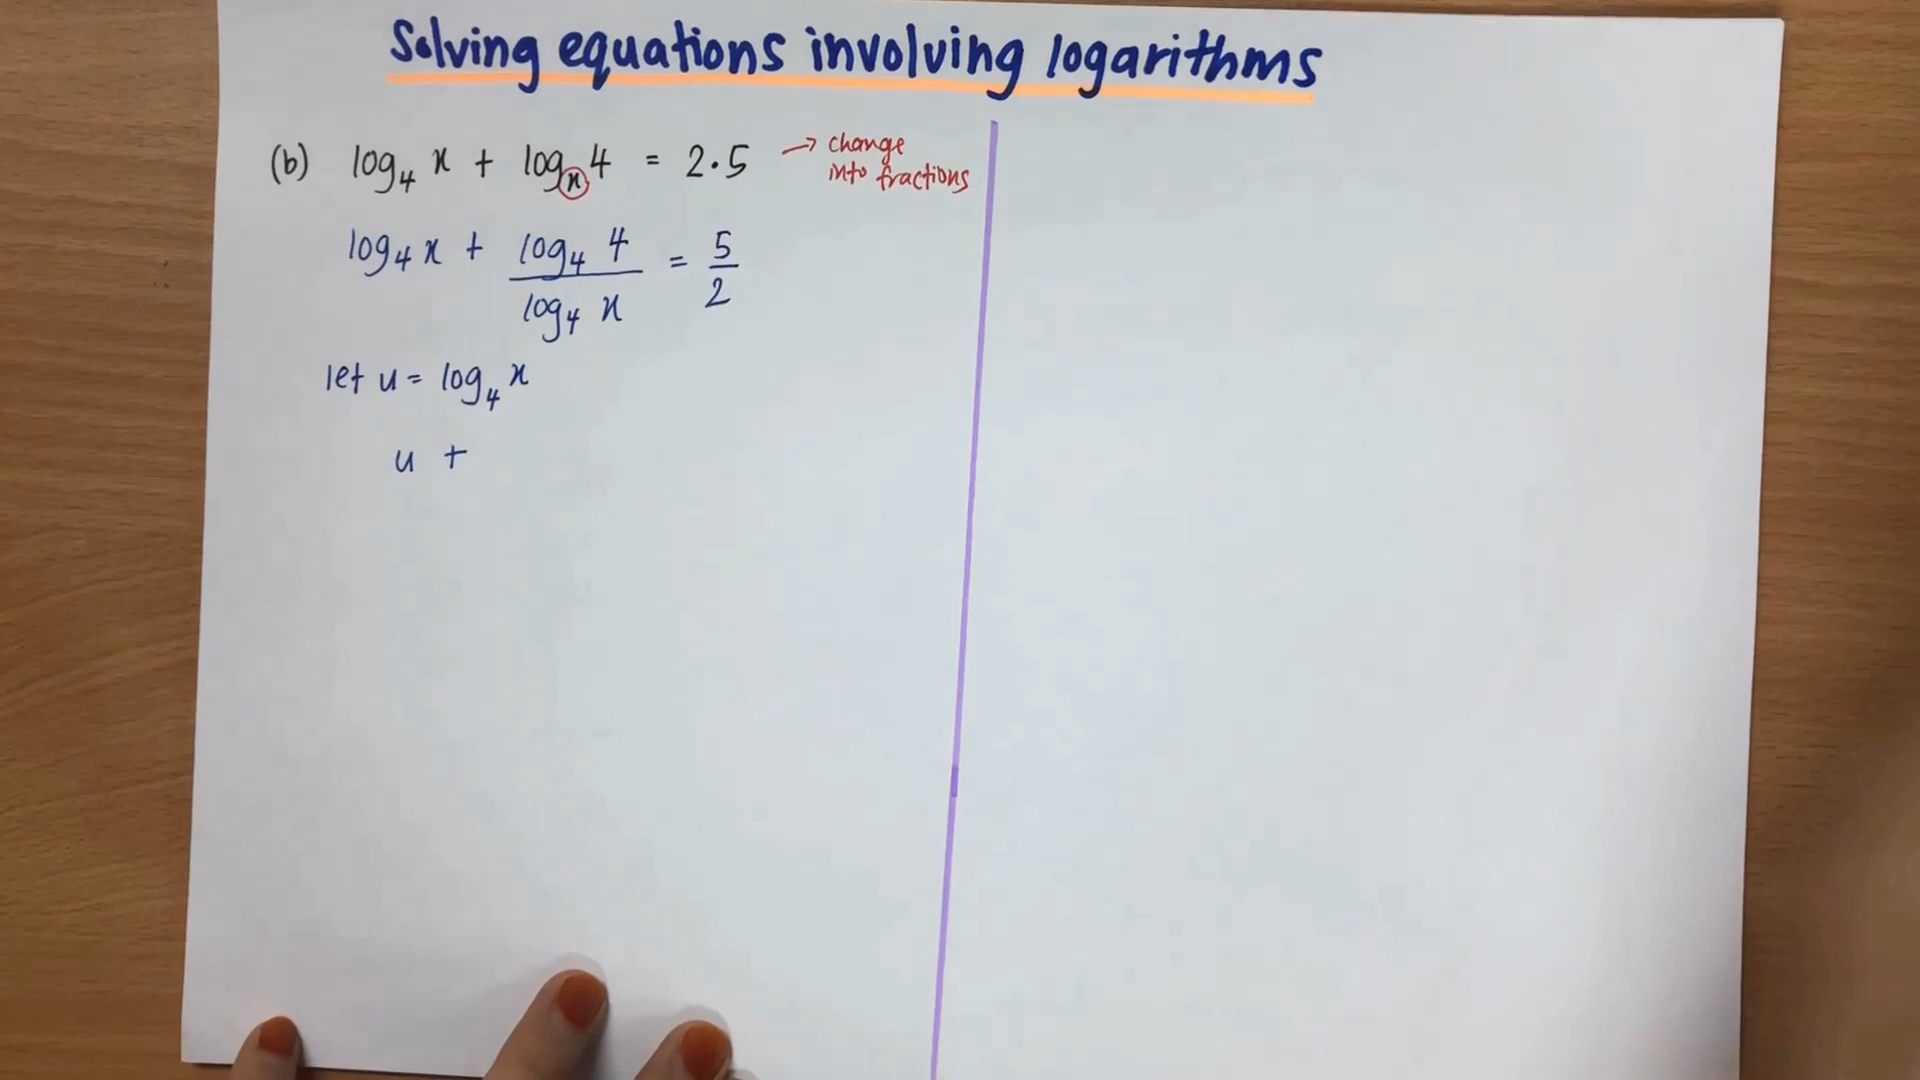 Solving equations involving logarithms
(b) log₄ x + logₓ 4 = 2.5 → change into fractions
log₄ x + log₄ 4 / log₄ x = 5/2
let u = log₄ x
u +